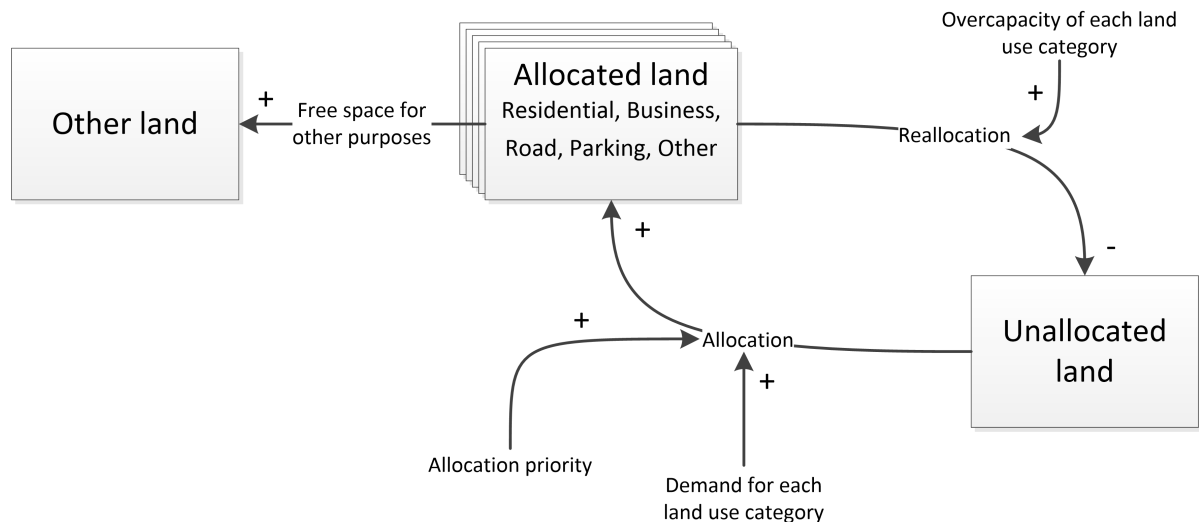 Overcapacity of each land
use category
+
Other land
+
Free space for
other purposes
Allocated land
Residential, Business,
Road, Parking, Other
Reallocation
+
-
+
Allocation
+
Unallocated
land
Allocation priority
+
Demand for each
land use category